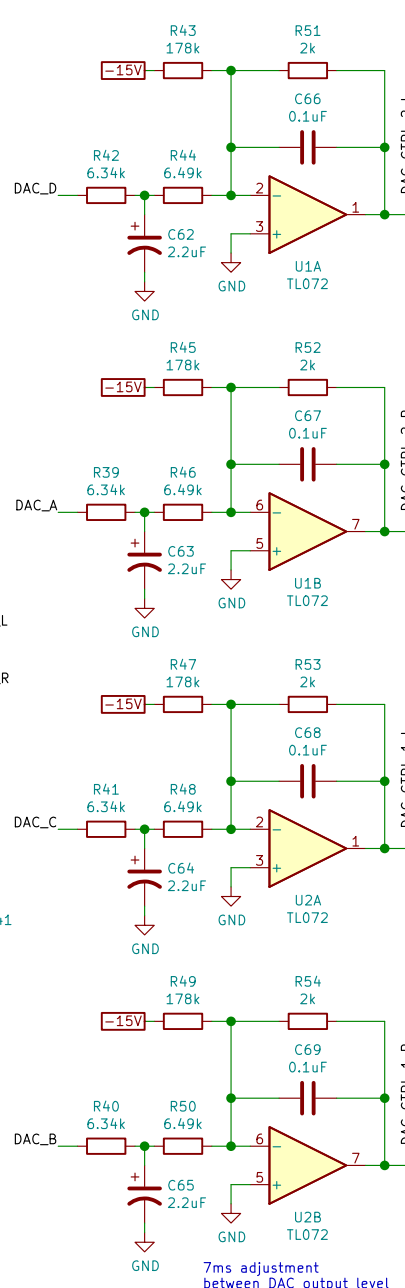 R43
178k
R51
2k
-15V
C66
0.1uF
R42
6.34k
R44
6.49k
DAC_D
2
-
1
3
+
+
C62
2.2uF
GND
GND
U1A
TL072
R45
178k
R52
2k
-15V
C67
0.1uF
R39
6.34k
R46
6.49k
DAC_A
6
-
7
5
+
+
C63
2.2uF
GND
GND
U1B
TL072
_L
R47
178k
R53
2k
_R
-15V
C68
0.1uF
R41
6.34k
R48
6.49k
DAC_C
2
-
1
3
+
+
C64
2.2uF
GND
GND
U2A
TL072
41
R49
178k
R54
2k
-15V
C69
0.1uF
R40
6.34k
R50
6.49k
DAC_B
6
-
7
5
+
+
C65
2.2uF
GND
GND
U2B
TL072
7ms adjustment
between DAC output level